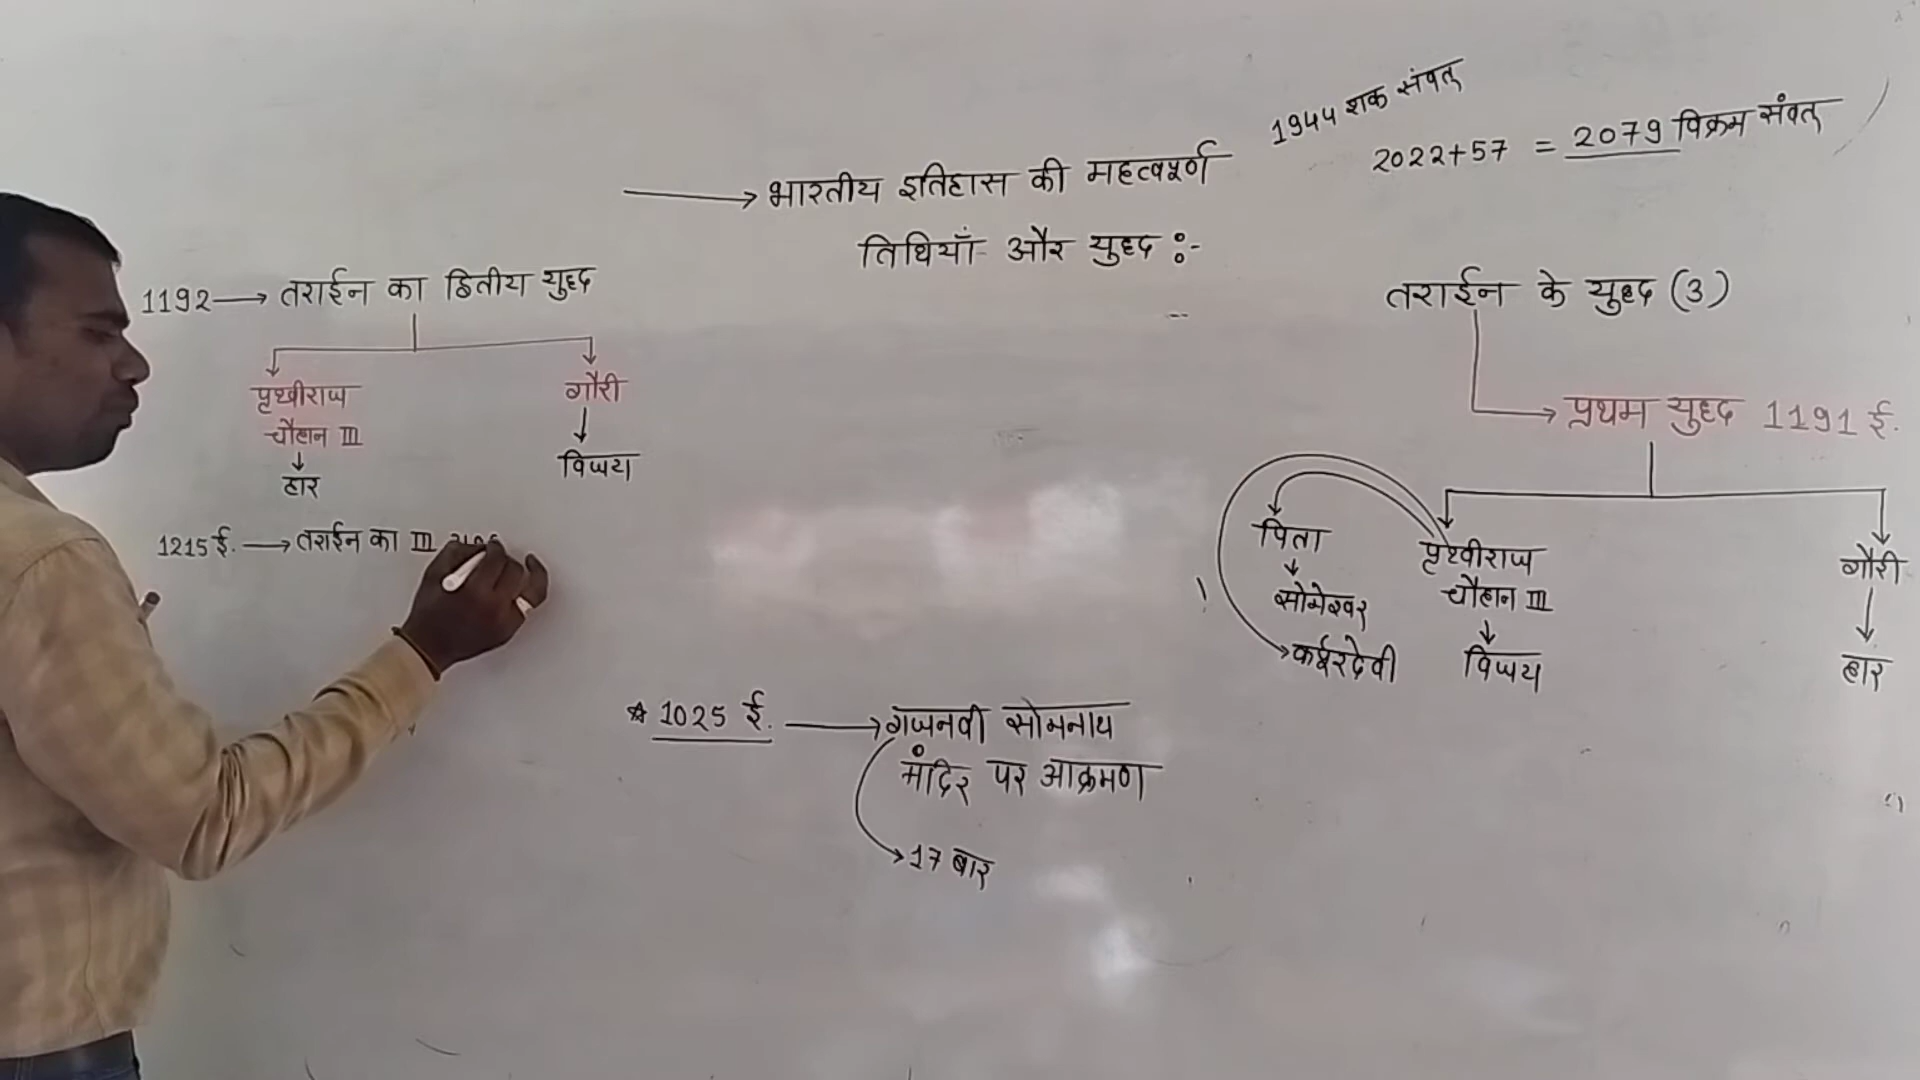 1944 शक संवत्
2022+57 = 2079 विक्रम संवत्
भारतीय इतिहास की महत्वपूर्ण
तिथियाँ और युद्ध :-
1192 → तराईन का द्वितीय युद्ध
पृथ्वीराज
चौहान III
↓
हार
गौरी
↓
विजय
1215 ई. → तराईन का III
तराईन के युद्ध (3)
प्रथम युद्ध 1191 ई.
पिता
↓
सोमेश्वर
कर्पूरदेवी
पृथ्वीराज
चौहान III
↓
विजय
गौरी
↓
हार
* 1025 ई. → गजनवी सोमनाथ
मंदिर पर आक्रमण
17 बार